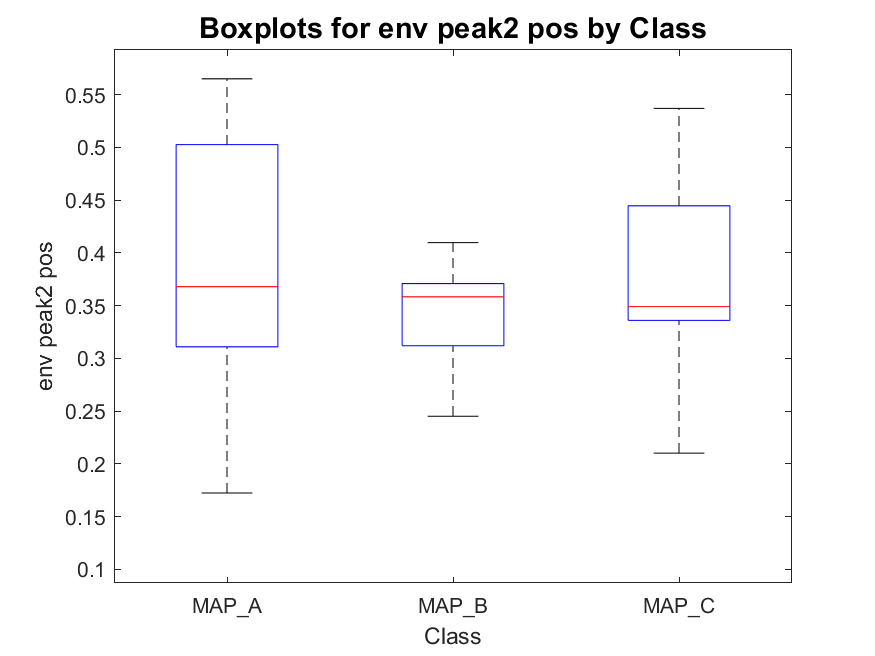 Boxplots for env peak2 pos by Class
env peak2 pos
0.55
0.5
0.45
0.4
0.35
0.3
0.25
0.2
0.15
0.1
MAP_A MAP_B MAP_C
Class